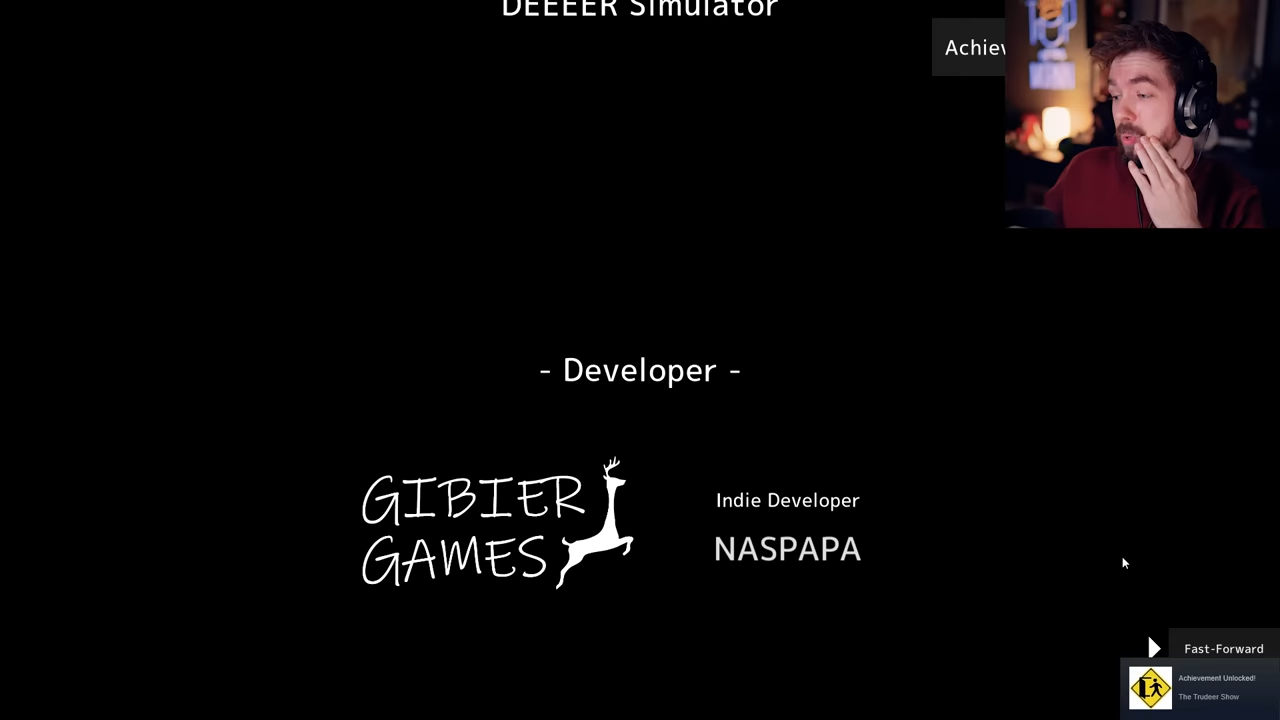 DEEEER Simulator
Achiev
- Developer -
GIBIER
GAMES
Indie Developer
NASPAPA
Fast-Forward
Achievement Unlocked!
The Trudeer Show